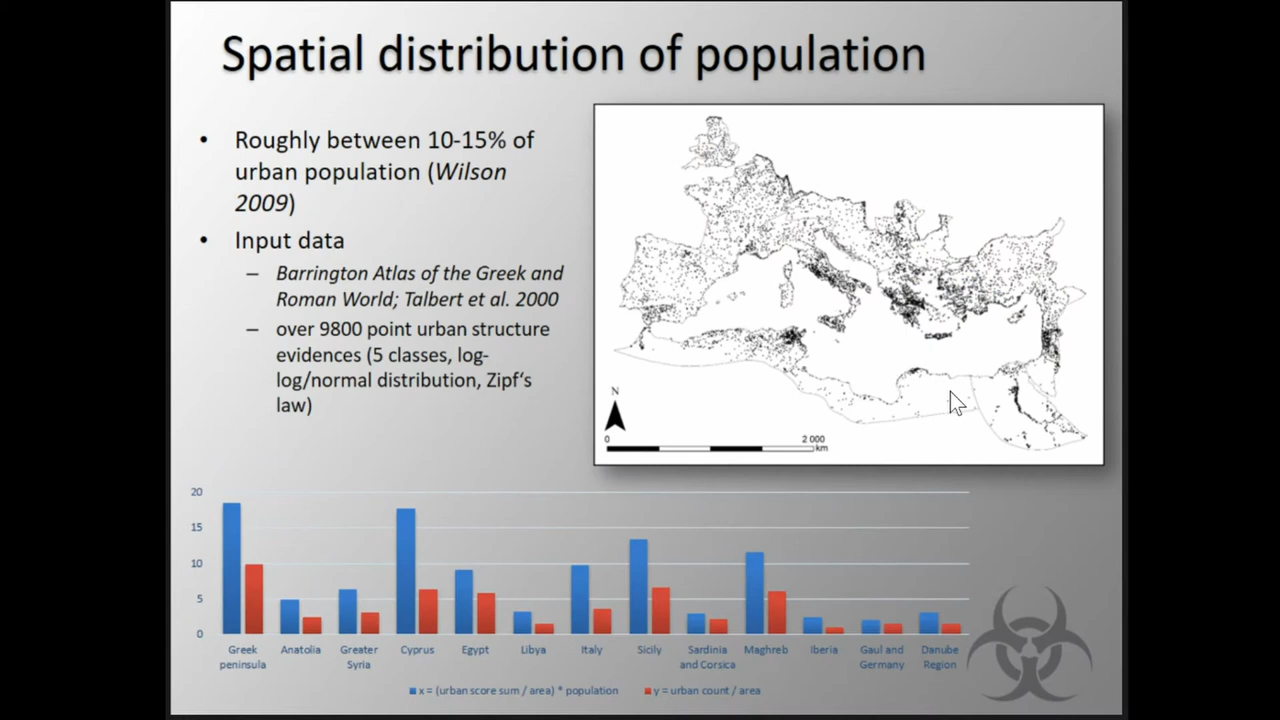 Spatial distribution of population
• Roughly between 10-15% of
urban population (Wilson
2009)
• Input data
– Barrington Atlas of the Greek and
Roman World; Talbert et al. 2000
– over 9800 point urban structure
evidences (5 classes, log-
log/normal distribution, Zipf‘s
law)
N
0 2 000
km
20
15
10
5
0
Greek
peninsula
Anatolia
Greater
Syria
Cyprus
Egypt
Libya
Italy
Sicily
Sardinia
and Corsica
Maghreb
Iberia
Gaul and
Germany
Danube
Region
x = (urban score sum / area) * population
y = urban count / area